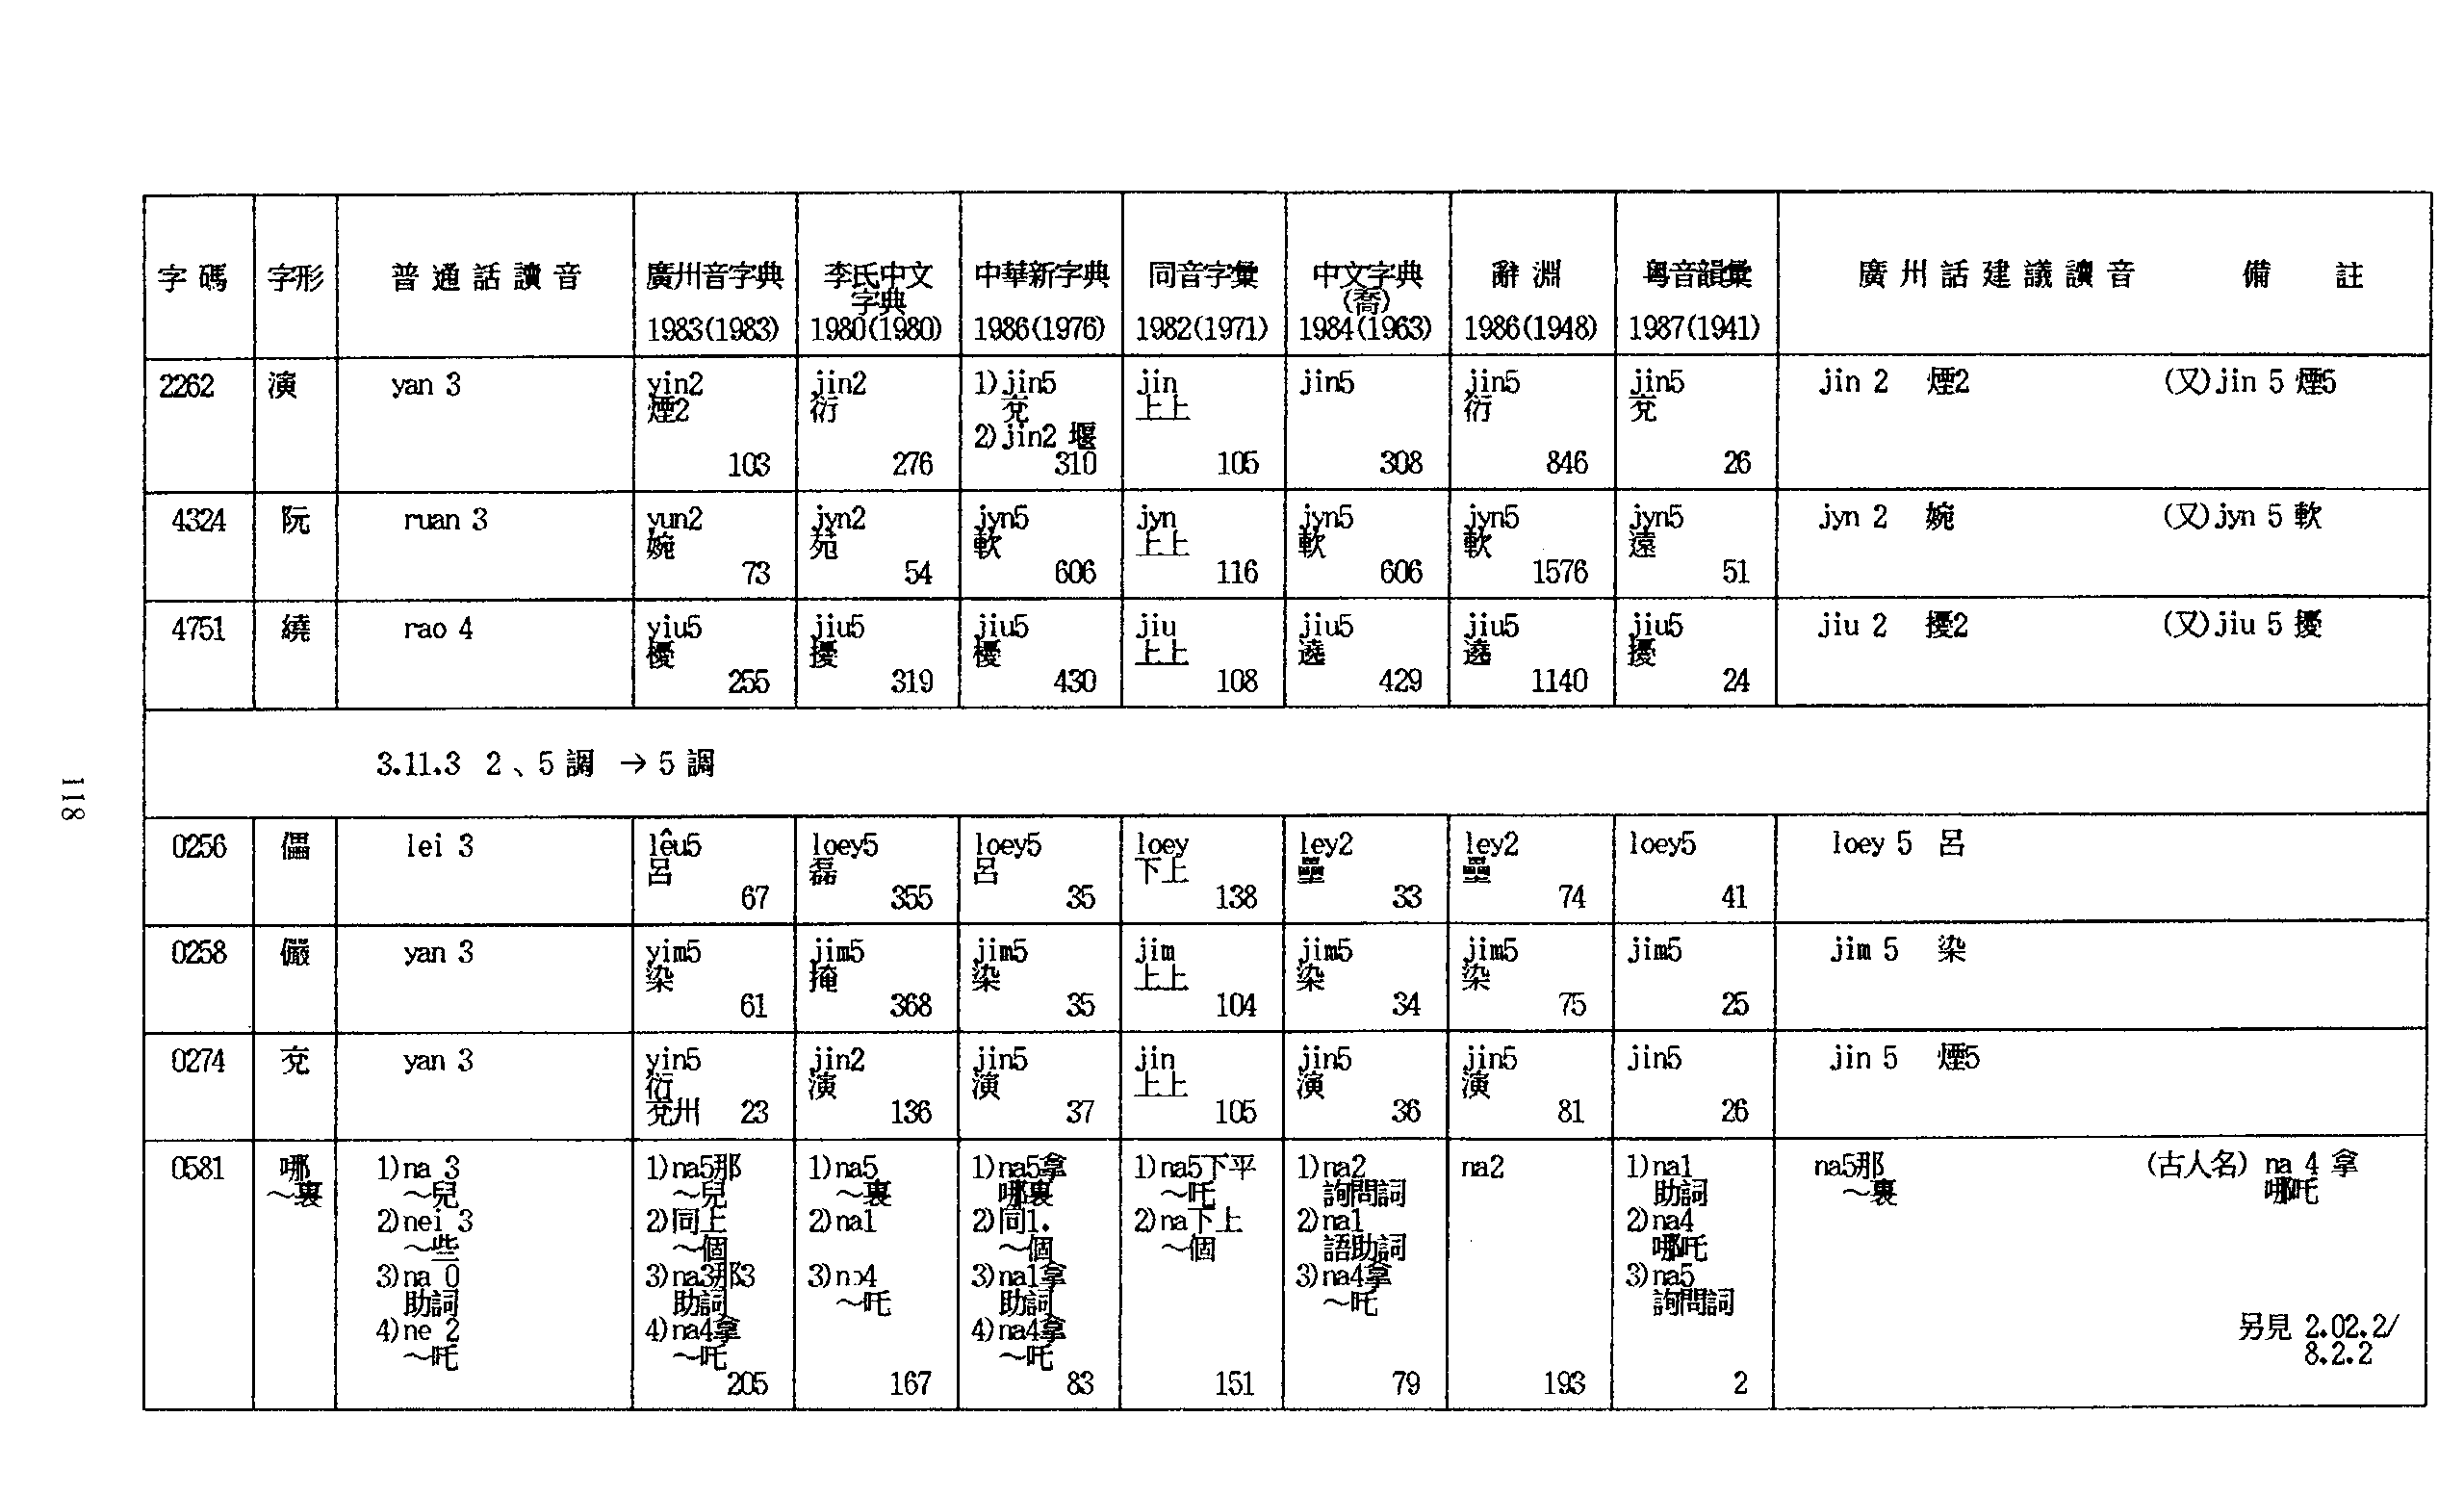 字碼 字形 普通話讀音 廣州音字典 1983(1983) 李氏中文字典 1980(1980) 中華新字典 1986(1976) 同音字彙 1982(1971) 中文字典(喬) 1984(1963) 辭淵 1986(1948) 粵音韻彙 1987(1941) 廣州話建議讀音 備註
2262 演 yan 3 yin2 煙2 103 jin2 衍 276 1)jin5 兗 2)jin2 堰 310 jin 上上 105 jin5 308 jin5 衍 846 jin5 兗 26 jin 2 煙2 (又)jin 5 煙5
4324 阮 ruan 3 yun2 婉 73 jyn2 苑 54 jyn5 軟 606 jyn 上上 116 jyn5 軟 606 jyn5 軟 1576 jyn5 遠 51 jyn 2 婉 (又)jyn 5 軟
4751 繞 rao 4 yiu5 擾 255 jiu5 擾 319 jiu5 擾 430 jiu 上上 108 jiu5 遶 429 jiu5 遶 1140 jiu5 擾 24 jiu 2 擾2 (又)jiu 5 擾
3.11.3 2、5調 →5調
118
0256 儡 lei 3 lêu5 呂 67 loey5 磊 355 loey5 呂 35 loey 下上 138 ley2 壘 33 ley2 壘 74 loey5 41 loey 5 呂
0258 儼 yan 3 yim5 染 61 jim5 掩 368 jim5 染 35 jim 上上 104 jim5 染 34 jim5 染 75 jim5 25 jim 5 染
0274 兗 yan 3 yin5 衍 兗州 23 jin2 演 136 jin5 演 37 jin 上上 105 jin5 演 36 jin5 演 81 jin5 26 jin 5 煙5
0581 哪 ~裏 1)na 3 ~兒 2)nei 3 ~些 3)na 0 助詞 4)ne 2 ~吒 1)na5那 ~兒 2)同上 ~個 3)na3那3 助詞 4)na4拿 ~吒 205 1)na5 ~裏 2)na1 3)na4 ~吒 167 1)na5拿 哪裏 2)同1. ~個 3)na1拿 助詞 4)na4拿 ~吒 83 1)na5下平 ~吒 2)na下上 ~個 151 1)na2 詢問詞 2)na1 語助詞 3)na4拿 ~吒 79 na2 193 1)na1 助詞 2)na4 哪吒 3)na5 詢問詞 2 na5那 ~裏 (古人名) na 4 拿 哪吒 另見 2.02.2/ 8.2.2